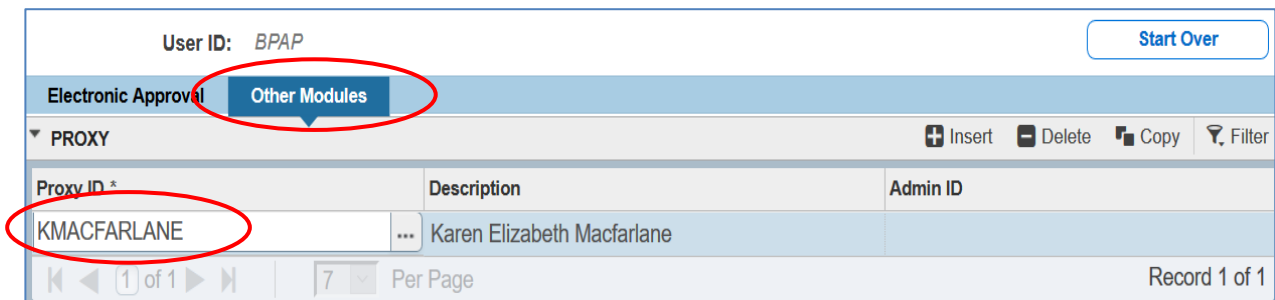 User ID: BPAP Start Over
Electronic Approval Other Modules
PROXY Insert Delete Copy Filter
Proxy ID * Description Admin ID
KMACFARLANE ... Karen Elizabeth Macfarlane
1 of 1 7 Per Page Record 1 of 1